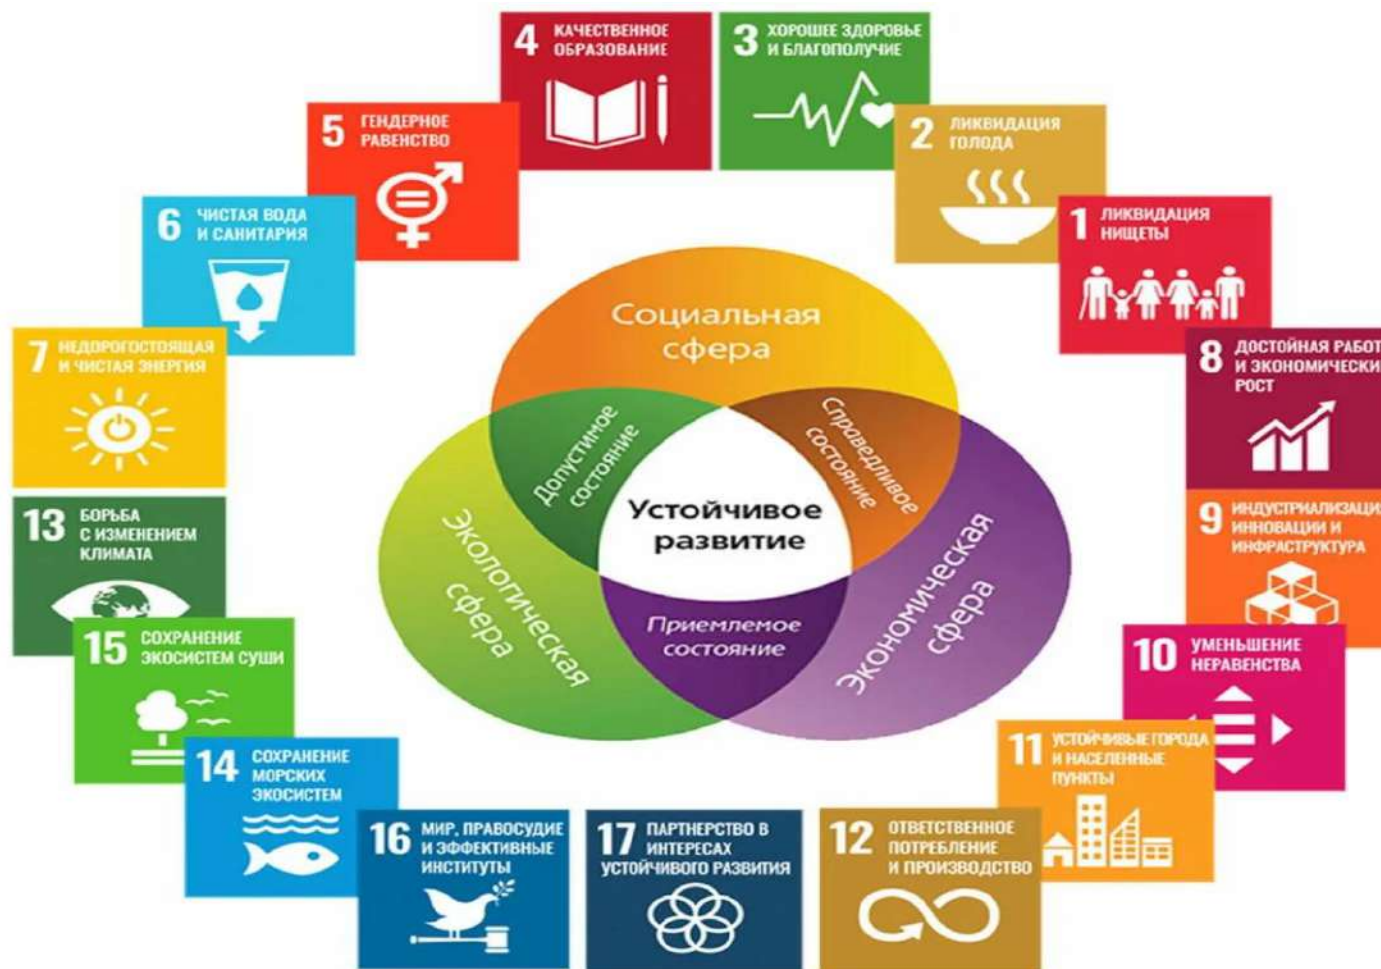 4 КАЧЕСТВЕННОЕ
ОБРАЗОВАНИЕ
3 ХОРОШЕЕ ЗДОРОВЬЕ
И БЛАГОПОЛУЧИЕ
5 ГЕНДЕРНОЕ
РАВЕНСТВО
2 ЛИКВИДАЦИЯ
ГОЛОДА
6 ЧИСТАЯ ВОДА
И САНИТАРИЯ
1 ЛИКВИДАЦИЯ
НИЩЕТЫ
7 НЕДОРОГОСТОЯЩАЯ
И ЧИСТАЯ ЭНЕРГИЯ
8 ДОСТОЙНАЯ РАБОТ
И ЭКОНОМИЧЕСКИ
РОСТ
Социальная
сфера
Допустимое
состояние
Справедливое
состояние
Устойчивое
развитие
Экологическая
сфера
Приемлемое
состояние
Экономическая
сфера
13 БОРЬБА
С ИЗМЕНЕНИЕМ
КЛИМАТА
9 ИНДУСТРИАЛИЗАЦИЯ
ИННОВАЦИИ И
ИНФРАСТРУКТУРА
15 СОХРАНЕНИЕ
ЭКОСИСТЕМ СУШИ
10 УМЕНЬШЕНИЕ
НЕРАВЕНСТВА
14 СОХРАНЕНИЕ
МОРСКИХ
ЭКОСИСТЕМ
11 УСТОЙЧИВЫЕ ГОРОДА
И НАСЕЛЕННЫЕ
ПУНКТЫ
16 МИР, ПРАВОСУДИЕ
И ЭФФЕКТИВНЫЕ
ИНСТИТУТЫ
17 ПАРТНЕРСТВО В
ИНТЕРЕСАХ
УСТОЙЧИВОГО РАЗВИТИЯ
12 ОТВЕТСТВЕННОЕ
ПОТРЕБЛЕНИЕ
И ПРОИЗВОДСТВО